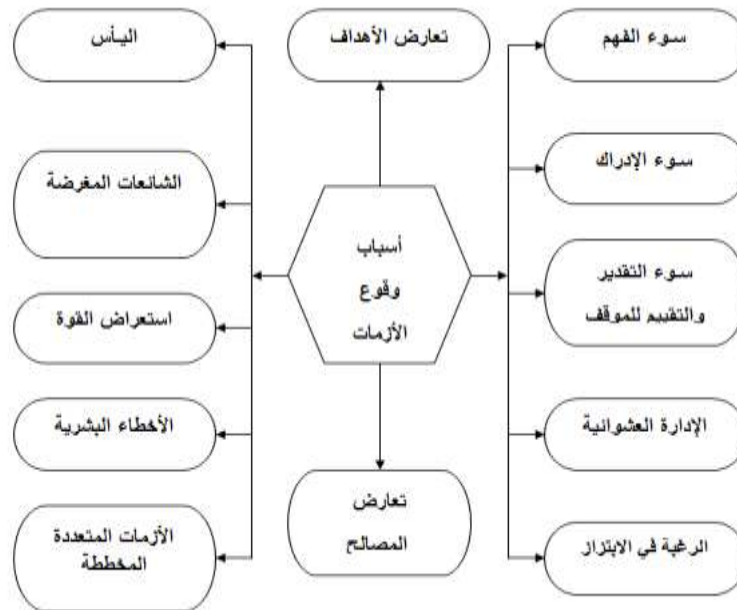 سوء الفهم
سوء الإدراك
سوء التقدير
والتقييم للموقف
الإدارة العشوائية
الرغبة في الابتزاز
تعارض الأهداف
أسباب
وقوع
الأزمات
تعارض
المصالح
اليأس
الشائعات المغرضة
استعراض القوة
الأخطاء البشرية
الأزمات المتعددة
المخططة